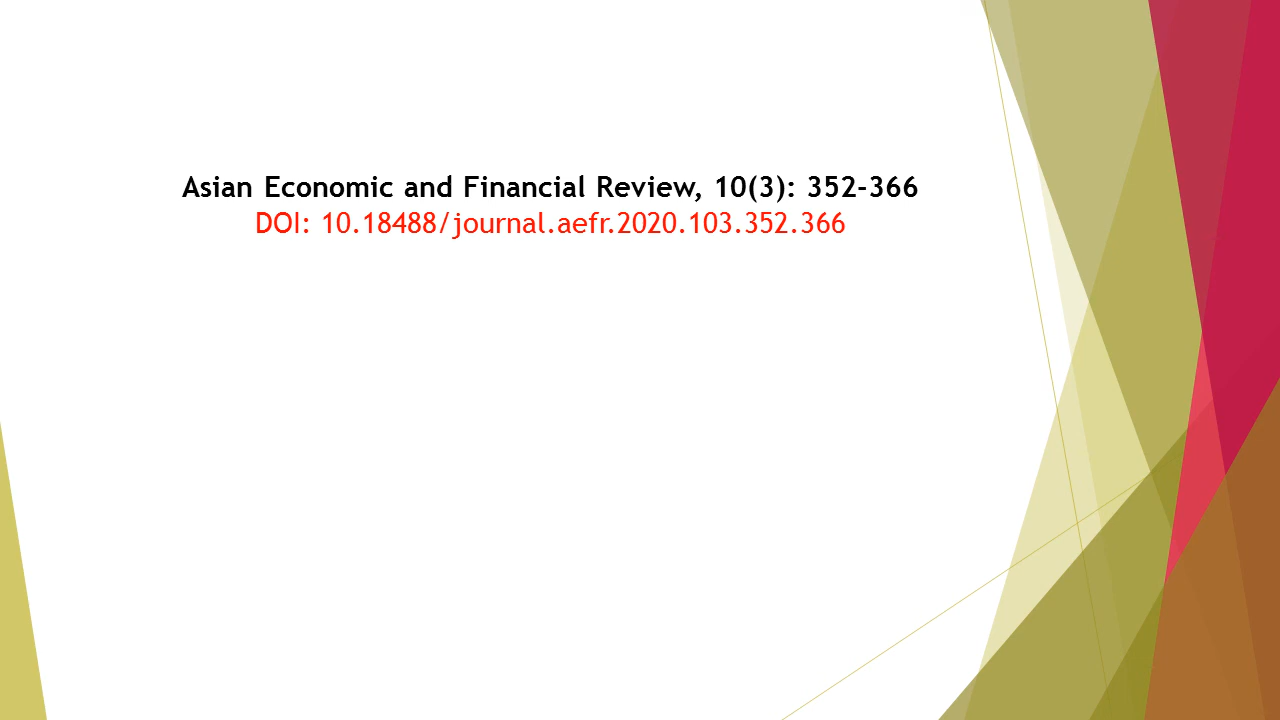 Asian Economic and Financial Review, 10(3): 352-366
DOI: 10.18488/journal.aefr.2020.103.352.366